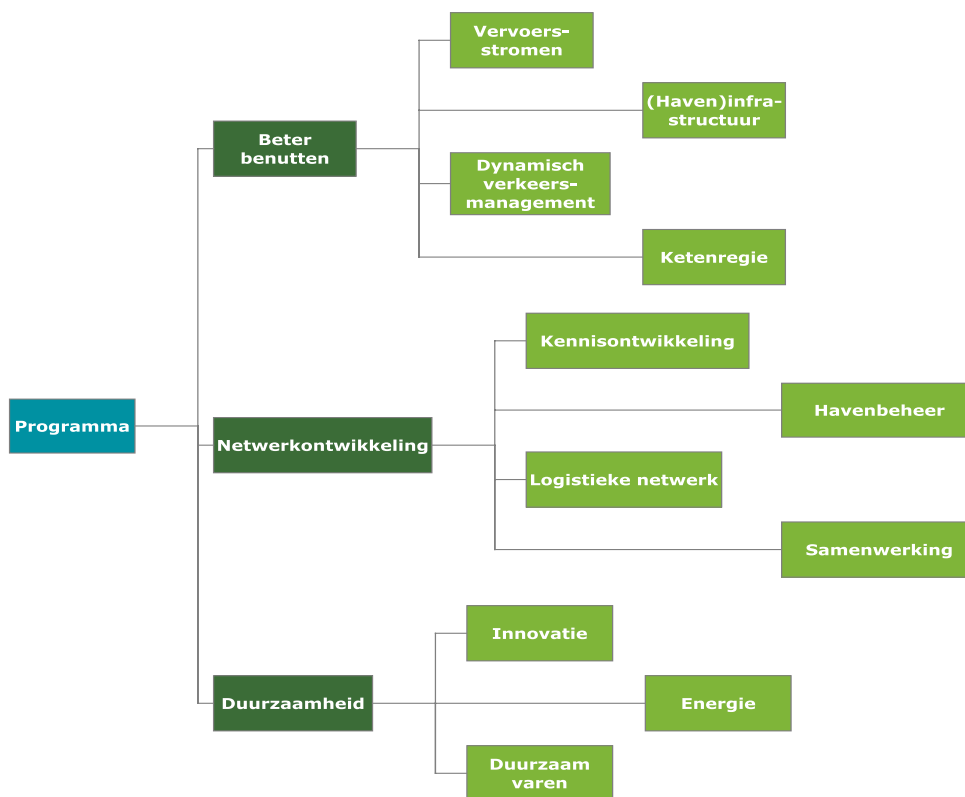 Vervoers-
stromen
(Haven)infra-
structuur
Beter
benutten
Dynamisch
verkeers-
management
Ketenregie
Kennisontwikkeling
Havenbeheer
Programma
Netwerkontwikkeling
Logistieke netwerk
Samenwerking
Innovatie
Duurzaamheid
Energie
Duurzaam
varen